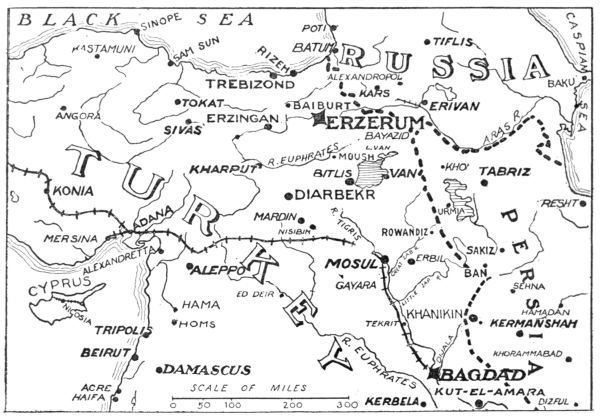 BLACK SEA
SINOPE
KASTAMUNI
SAM SUN
POTI
BATUM
RIZEH
TREBIZOND
RUSSIA
TIFLIS
CASPIAN SEA
ALEXANDROPOL
KARS
BAKU
ANGORA
TOKAT
SIVAS
BAIBURT
ERZINGAN
ERZERUM
ERIVAN
BAYAZID
ARAS R.
KHARPUT
R. EUPHRATES
MOUSH
L. VAN
BITLIS
VAN
KHOI
TABRIZ
TURKEY
KONIA
DIARBEKR
URMIA
RESHT
PERSIA
ADANA
MERSINA
MARDIN
NISIBIN
R. TIGRIS
ROWANDIZ
ALEXANDRETTA
ALEPPO
MOSUL
ERBIL
SAKIZ
BAN
CYPRUS
NICOSIA
GAYARA
LITTLE ZAB R.
SEHNA
ED DEIR
HAMA
HOMS
TEKRIT
KHANIKIN
HAMADAN
KERMANSHAH
TRIPOLIS
BEIRUT
R. EUPHRATES
DIALA
KHORAMMABAD
DAMASCUS
BAGDAD
SCALE OF MILES
0 100 200 300
ACRE
HAIFA
KERBELA
KUT-EL-AMARA
DIZFUL